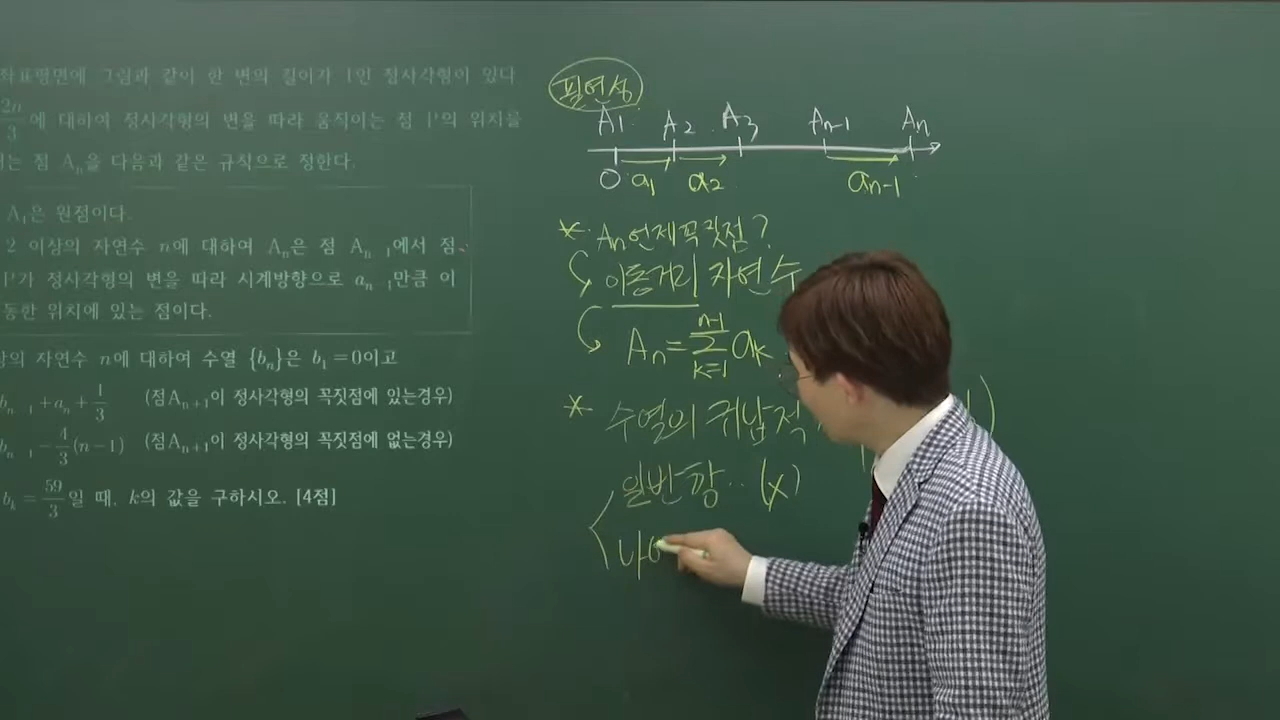 좌표평면에 그림과 같이 한 변의 길이가 1인 정사각형이 있다.
2n/3에 대하여 정사각형의 변을 따라 움직이는 점 P의 위치를
는 점 Aₙ을 다음과 같은 규칙으로 정한다.
A₁은 원점이다.
2 이상의 자연수 n에 대하여 Aₙ은 점 Aₙ₋₁에서 점
P가 정사각형의 변을 따라 시계방향으로 aₙ₋₁만큼 이
동한 위치에 있는 점이다.
상의 자연수 n에 대하여 수열 {bₙ}은 b₁=0이고
bₙ₋₁+aₙ+1/3 (점Aₙ₊₁이 정사각형의 꼭짓점에 있는경우)
bₙ₋₁-4/3(n-1) (점Aₙ₊₁이 정사각형의 꼭짓점에 없는경우)
bₖ=59/3일 때, k의 값을 구하시오. [4점]
필연성
A₁ A₂ A₃ Aₙ₋₁ Aₙ
0 a₁ a₂ aₙ₋₁
* Aₙ 언제 꼭짓점?
이동거리 자연수
Aₙ=∑ₖ₌₁ⁿ⁻¹ aₖ
* 수열의 귀납적
일반깡.. (x)
나